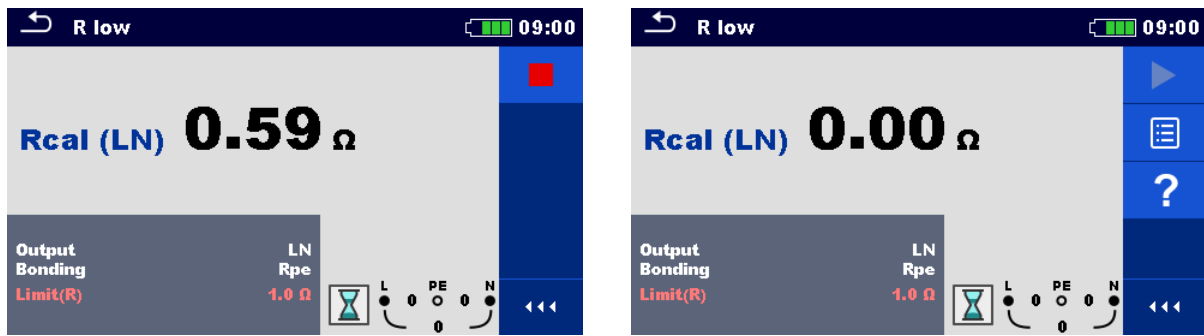 R low 09:00
Rcal (LN) 0.59 Ω
Output LN
Bonding Rpe
Limit(R) 1.0 Ω
L PE N
0 0
0
R low 09:00
Rcal (LN) 0.00 Ω
?
Output LN
Bonding Rpe
Limit(R) 1.0 Ω
L PE N
0 0
0